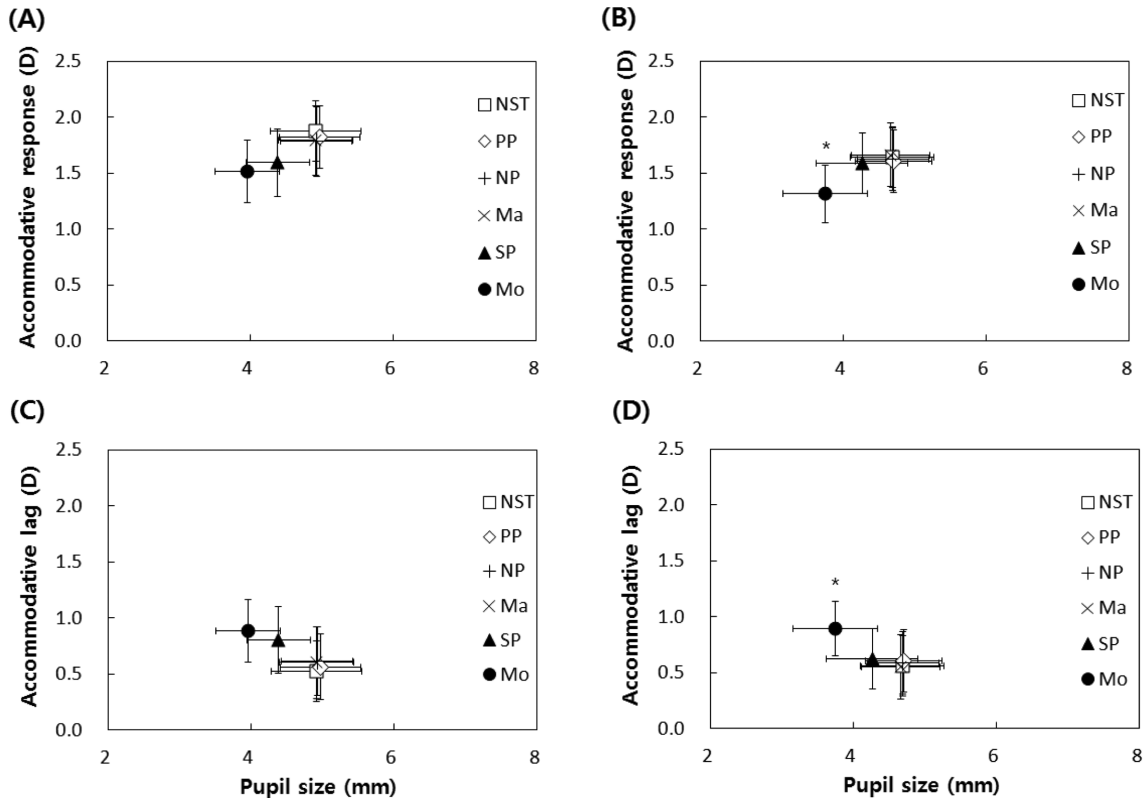 (A)
Accommodative response (D)
2.5
2.0
1.5
1.0
0.5
0.0
2
4
6
8
NST
PP
NP
Ma
SP
Mo
(B)
Accommodative response (D)
2.5
2.0
1.5
1.0
0.5
0.0
2
4
6
8
*
NST
PP
NP
Ma
SP
Mo
(C)
Accommodative lag (D)
2.5
2.0
1.5
1.0
0.5
0.0
2
4
6
8
Pupil size (mm)
NST
PP
NP
Ma
SP
Mo
(D)
Accommodative lag (D)
2.5
2.0
1.5
1.0
0.5
0.0
2
4
6
8
Pupil size (mm)
*
NST
PP
NP
Ma
SP
Mo